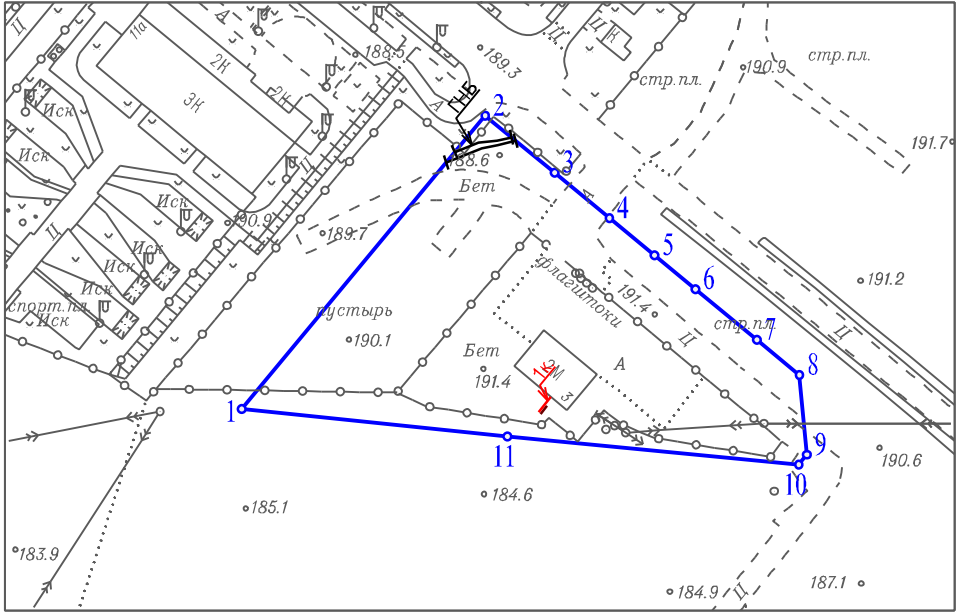 11а
2Н
3Н
2Н
Ц
А
188.5
189.3
Ц
Н
стр.пл.
190.9
стр.пл.
191.7
ГНБ
2
А
188.6
3
Бет
4
5
6
7
8
9
10
11
1
Иск
Иск
Иск
Иск
Иск
Иск
Иск
спорт.пл.
Ц
Ц
190.9
189.7
пустырь
190.1
Бет
191.4
флагштоки
191.4
Ц
стр.пл.
191.2
Ц
А
2М
3
1к
190.6
184.6
185.1
183.9
184.9
187.1
Ц